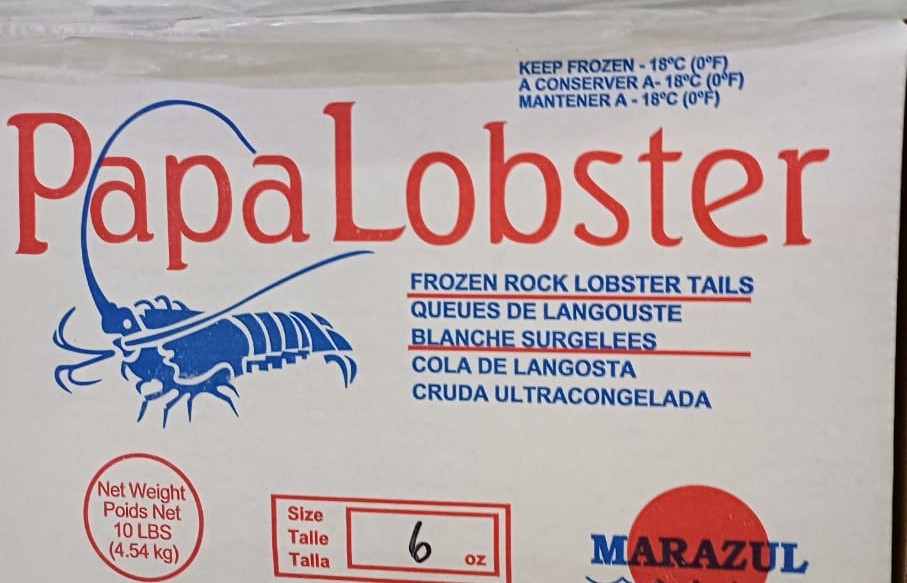 KEEP FROZEN - 18ºC (0ºF)
A CONSERVER A- 18ºC (0ºF)
MANTENER A - 18ºC (0ºF)
PapaLobster
FROZEN ROCK LOBSTER TAILS
QUEUES DE LANGOUSTE
BLANCHE SURGELEES
COLA DE LANGOSTA
CRUDA ULTRACONGELADA
Net Weight
Poids Net
10 LBS
(4.54 kg)
Size
Talle
Talla
6 oz
MARAZUL